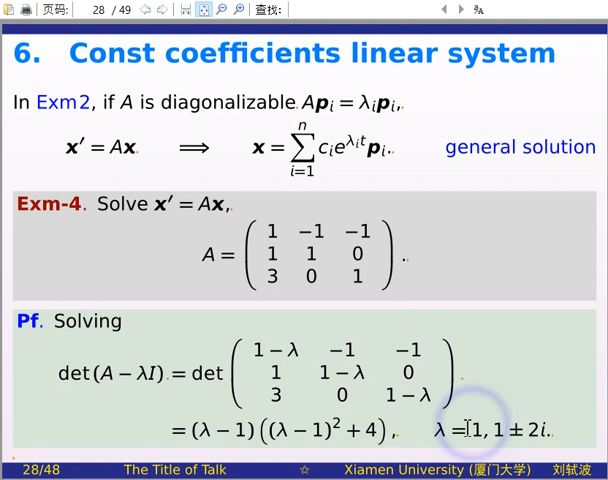 页码: 28 / 49 查找:
6. Const coefficients linear system
In Exm2, if A is diagonalizable Ap_i = λ_i p_i,
x′ = Ax ⟹ x = ∑_{i=1}^{n} c_i e^{λ_i t} p_i. general solution
Exm-4. Solve x′ = Ax,
A = ( 1 −1 −1
1 1 0
3 0 1 ) .
Pf. Solving
det(A − λI) = det ( 1 − λ −1 −1
1 1 − λ 0
3 0 1 − λ )
= (λ − 1)((λ − 1)² + 4), λ = 1, 1 ± 2i.
28/48 The Title of Talk ☆ Xiamen University (厦门大学) 刘轼波